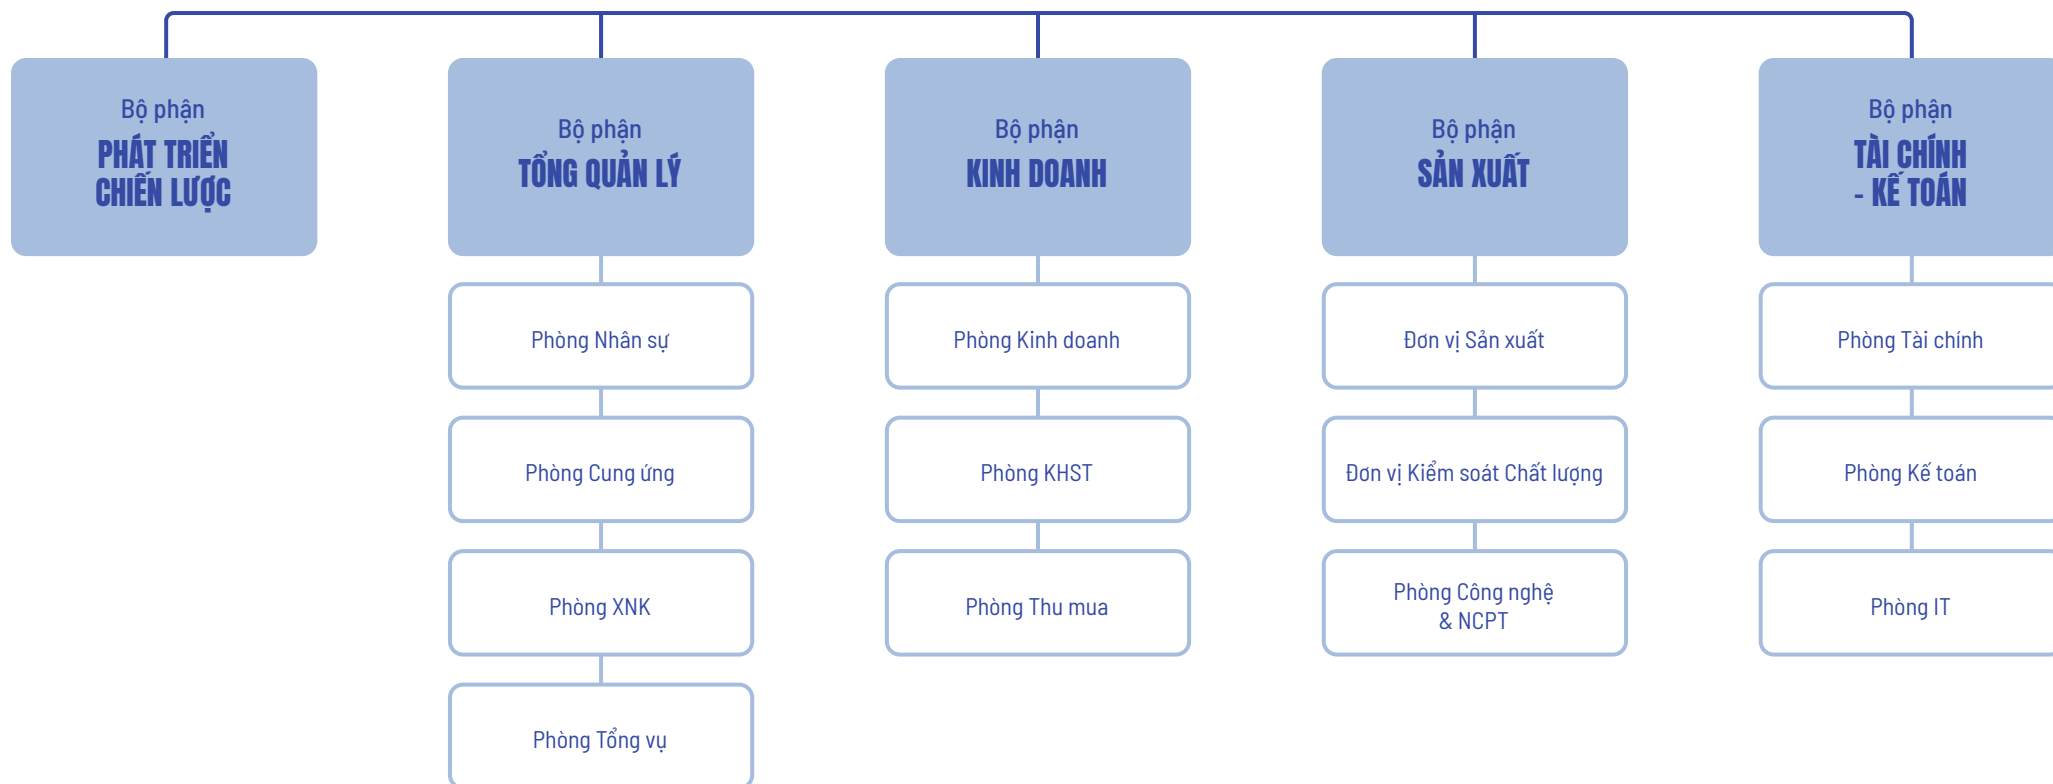 Bộ phận
PHÁT TRIỂN
CHIẾN LƯỢC
Bộ phận
TỔNG QUẢN LÝ
Phòng Nhân sự
Phòng Cung ứng
Phòng XNK
Phòng Tổng vụ
Bộ phận
KINH DOANH
Phòng Kinh doanh
Phòng KHST
Phòng Thu mua
Bộ phận
SẢN XUẤT
Đơn vị Sản xuất
Đơn vị Kiểm soát Chất lượng
Phòng Công nghệ
& NCPT
Bộ phận
TÀI CHÍNH
- KẾ TOÁN
Phòng Tài chính
Phòng Kế toán
Phòng IT